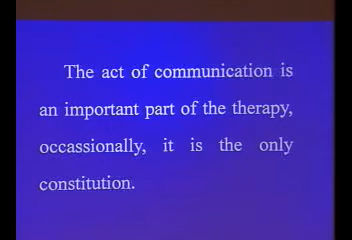 The act of communication is
an important part of the therapy,
occassionally, it is the only
constitution.